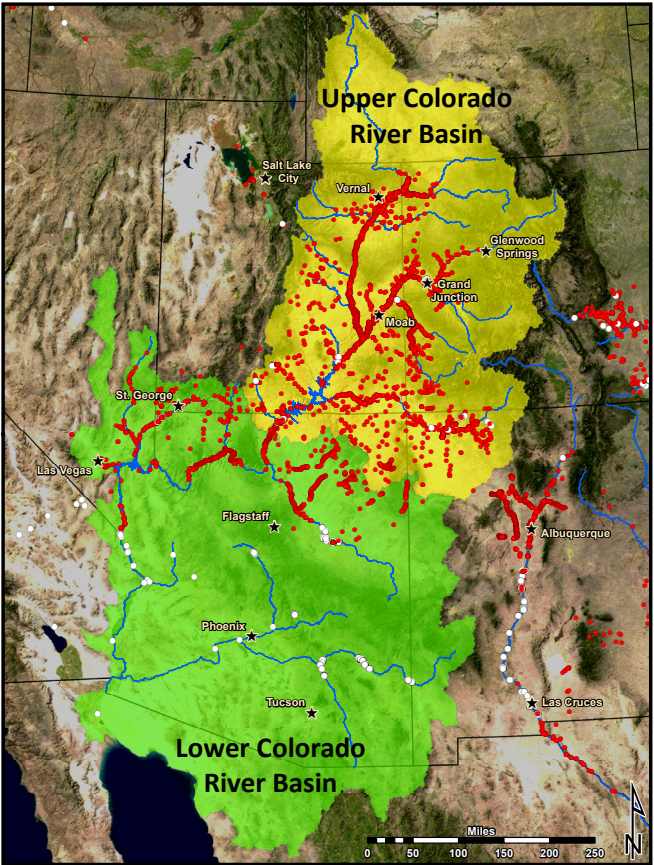 Upper Colorado
River Basin
Salt Lake
City
Vernal
Glenwood
Springs
Grand
Junction
Moab
St. George
Las Vegas
Flagstaff
Albuquerque
Phoenix
Tucson
Las Cruces
Lower Colorado
River Basin
Miles
0 50 100 150 200 250
N